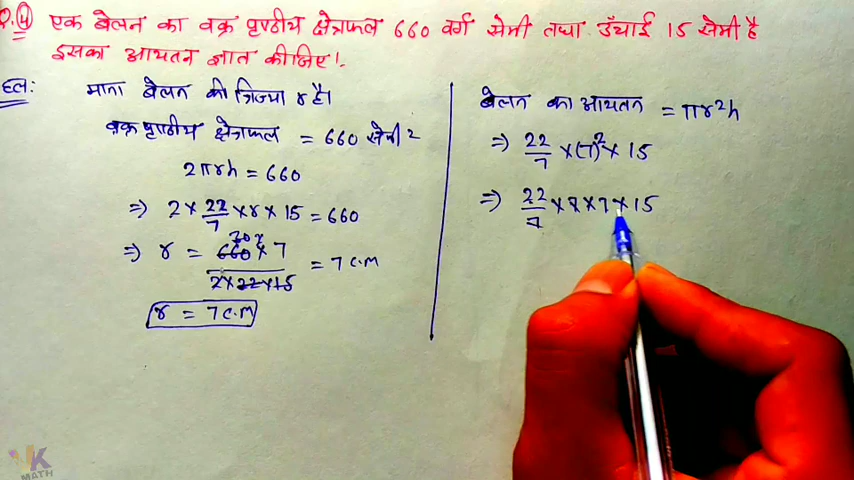 Q.④ एक बेलन का वक्र पृष्ठीय क्षेत्रफल 660 वर्ग सेमी तथा ऊँचाई 15 सेमी है
इसका आयतन ज्ञात कीजिए।.
हल:
माना बेलन की त्रिज्या r है।
वक्र पृष्ठीय क्षेत्रफल = 660 सेमी2
2πrh = 660
⇒ 2 × 22/7 × r × 15 = 660
⇒ r = 660 × 7 / 2×22×15 = 7 C.M
r = 7 C.M
बेलन का आयतन = πr²h
⇒ 22/7 × (7)² × 15
⇒ 22/7 × 7 × 7 × 15
VK
MATH